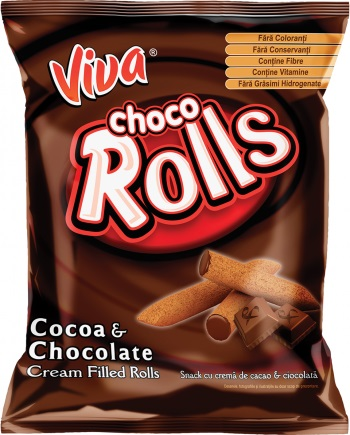 Viva®
Fără Coloranți
Fără Conservanți
Conține Fibre
Conține Vitamine
Fără Grăsimi Hidrogenate
choco
Rolls
Cocoa &
Chocolate
Cream Filled Rolls
Snack cu cremă de cacao & ciocolată